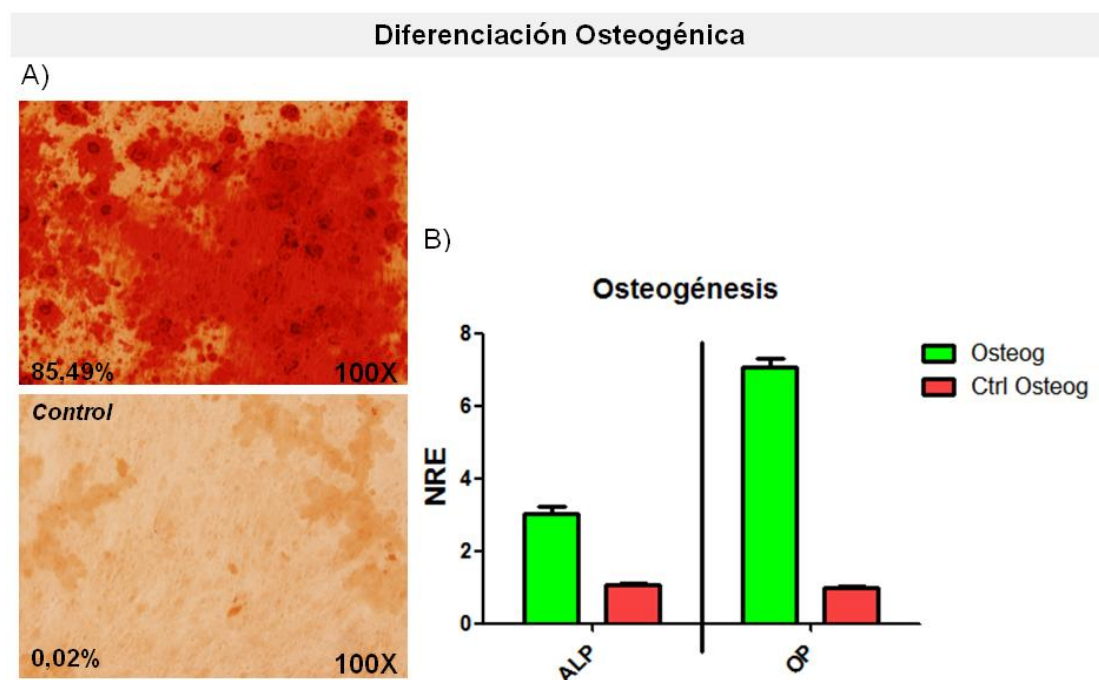 Diferenciación Osteogénica
A)
85,49%
100X
Control
0,02%
100X
B)
Osteogénesis
NRE
8
6
4
2
0
ALP
OP
Osteog
Ctrl Osteog